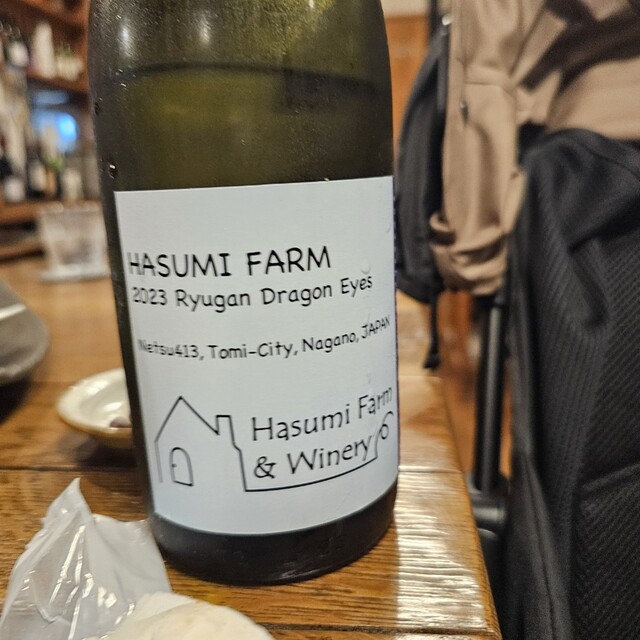 HASUMI FARM
2023 Ryugan Dragon Eyes
Netsu413, Tomi-City, Nagano, JAPAN
Hasumi Farm
& Winery